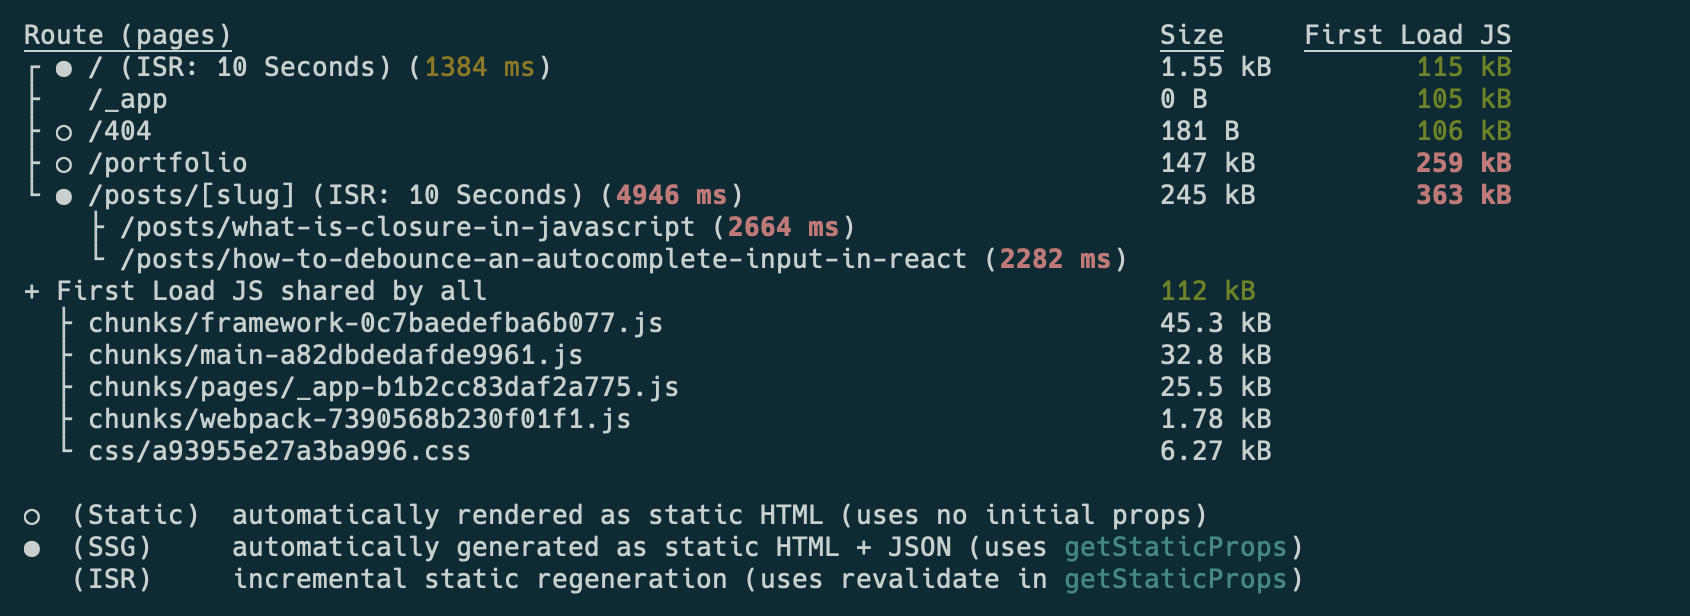 Route (pages) Size First Load JS
┌ ● / (ISR: 10 Seconds) (1384 ms) 1.55 kB 115 kB
├   /_app 0 B 105 kB
├ ○ /404 181 B 106 kB
├ ○ /portfolio 147 kB 259 kB
└ ● /posts/[slug] (ISR: 10 Seconds) (4946 ms) 245 kB 363 kB
    ├ /posts/what-is-closure-in-javascript (2664 ms)
    └ /posts/how-to-debounce-an-autocomplete-input-in-react (2282 ms)
+ First Load JS shared by all 112 kB
  ├ chunks/framework-0c7baedefba6b077.js 45.3 kB
  ├ chunks/main-a82dbdedafde9961.js 32.8 kB
  ├ chunks/pages/_app-b1b2cc83daf2a775.js 25.5 kB
  ├ chunks/webpack-7390568b230f01f1.js 1.78 kB
  └ css/a93955e27a3ba996.css 6.27 kB
○  (Static)  automatically rendered as static HTML (uses no initial props)
●  (SSG)     automatically generated as static HTML + JSON (uses getStaticProps)
   (ISR)     incremental static regeneration (uses revalidate in getStaticProps)